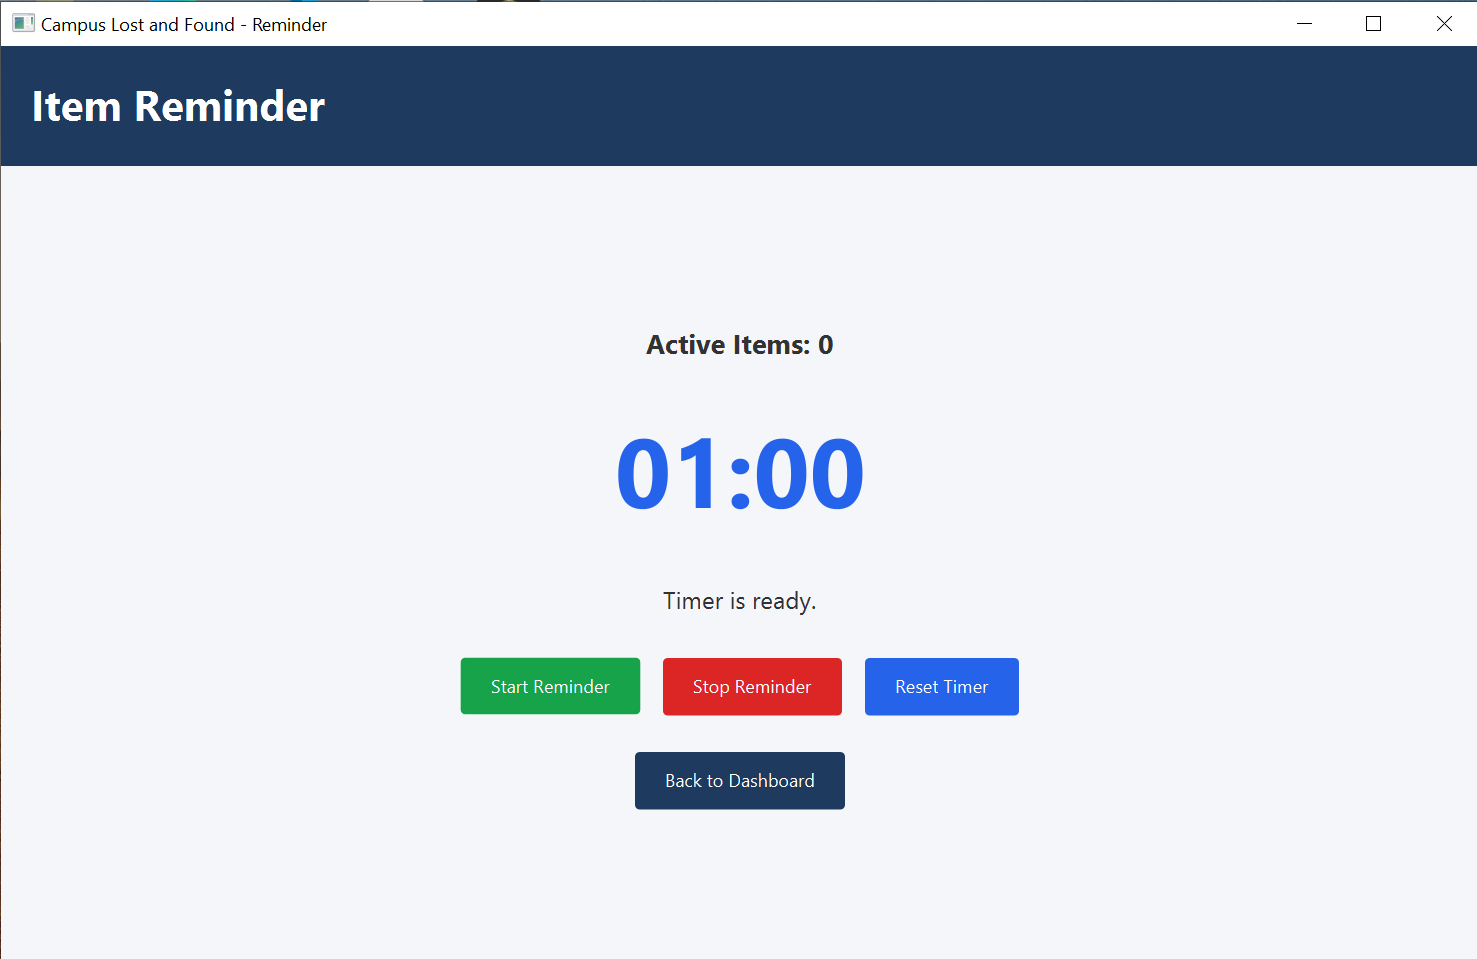 Campus Lost and Found - Reminder
Item Reminder
Active Items: 0
01:00
Timer is ready.
Start Reminder Stop Reminder Reset Timer
Back to Dashboard